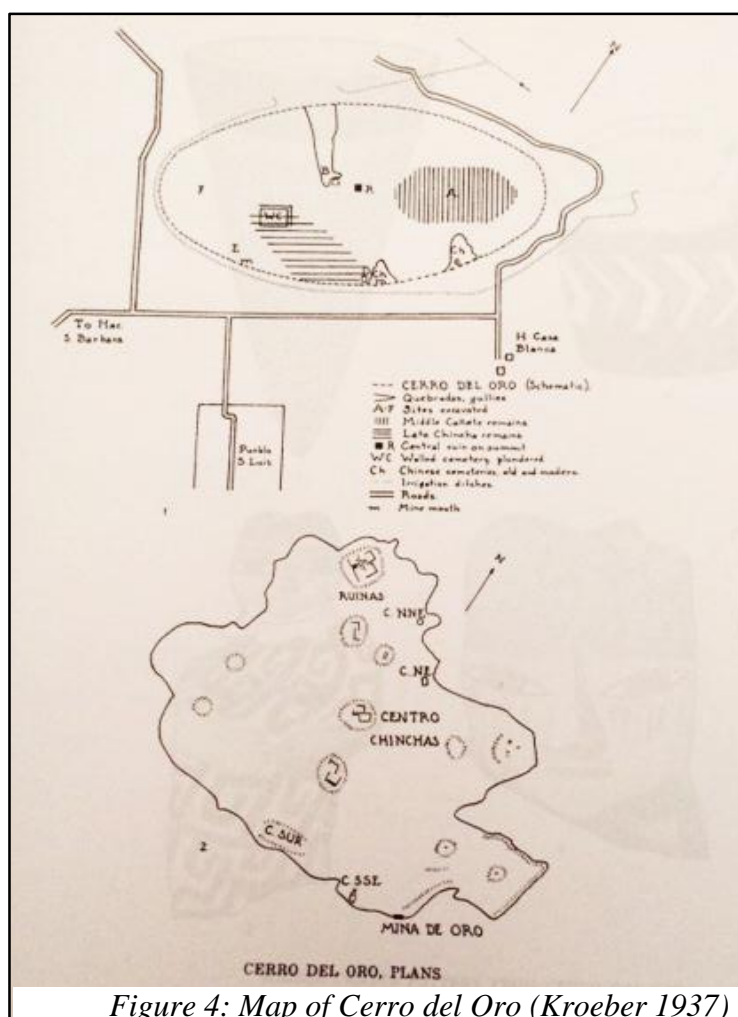 N
B
C
R
A
F
WC
E
m
D
Ch
m
Ch
a
To Hac.
S. Barbara
H. Casa
Blanca
Pueblo
S. Luis
CERRO DEL ORO (Schematic).
Quebradas, gullies
A-F Sites excavated
Middle Cañete remains
Late Chincha remains
R Central ruin on summit
WC Walled cemetery, plundered
Ch Chinese cemeteries, old and modern
Irrigation ditches
Roads
Mine mouth
1
N
RUINAS
C. NNE
C. NE
CENTRO
CHINCHAS
C. SUR
2
C. SSE
MINA DE ORO
CERRO DEL ORO, PLANS
Figure 4: Map of Cerro del Oro (Kroeber 1937)